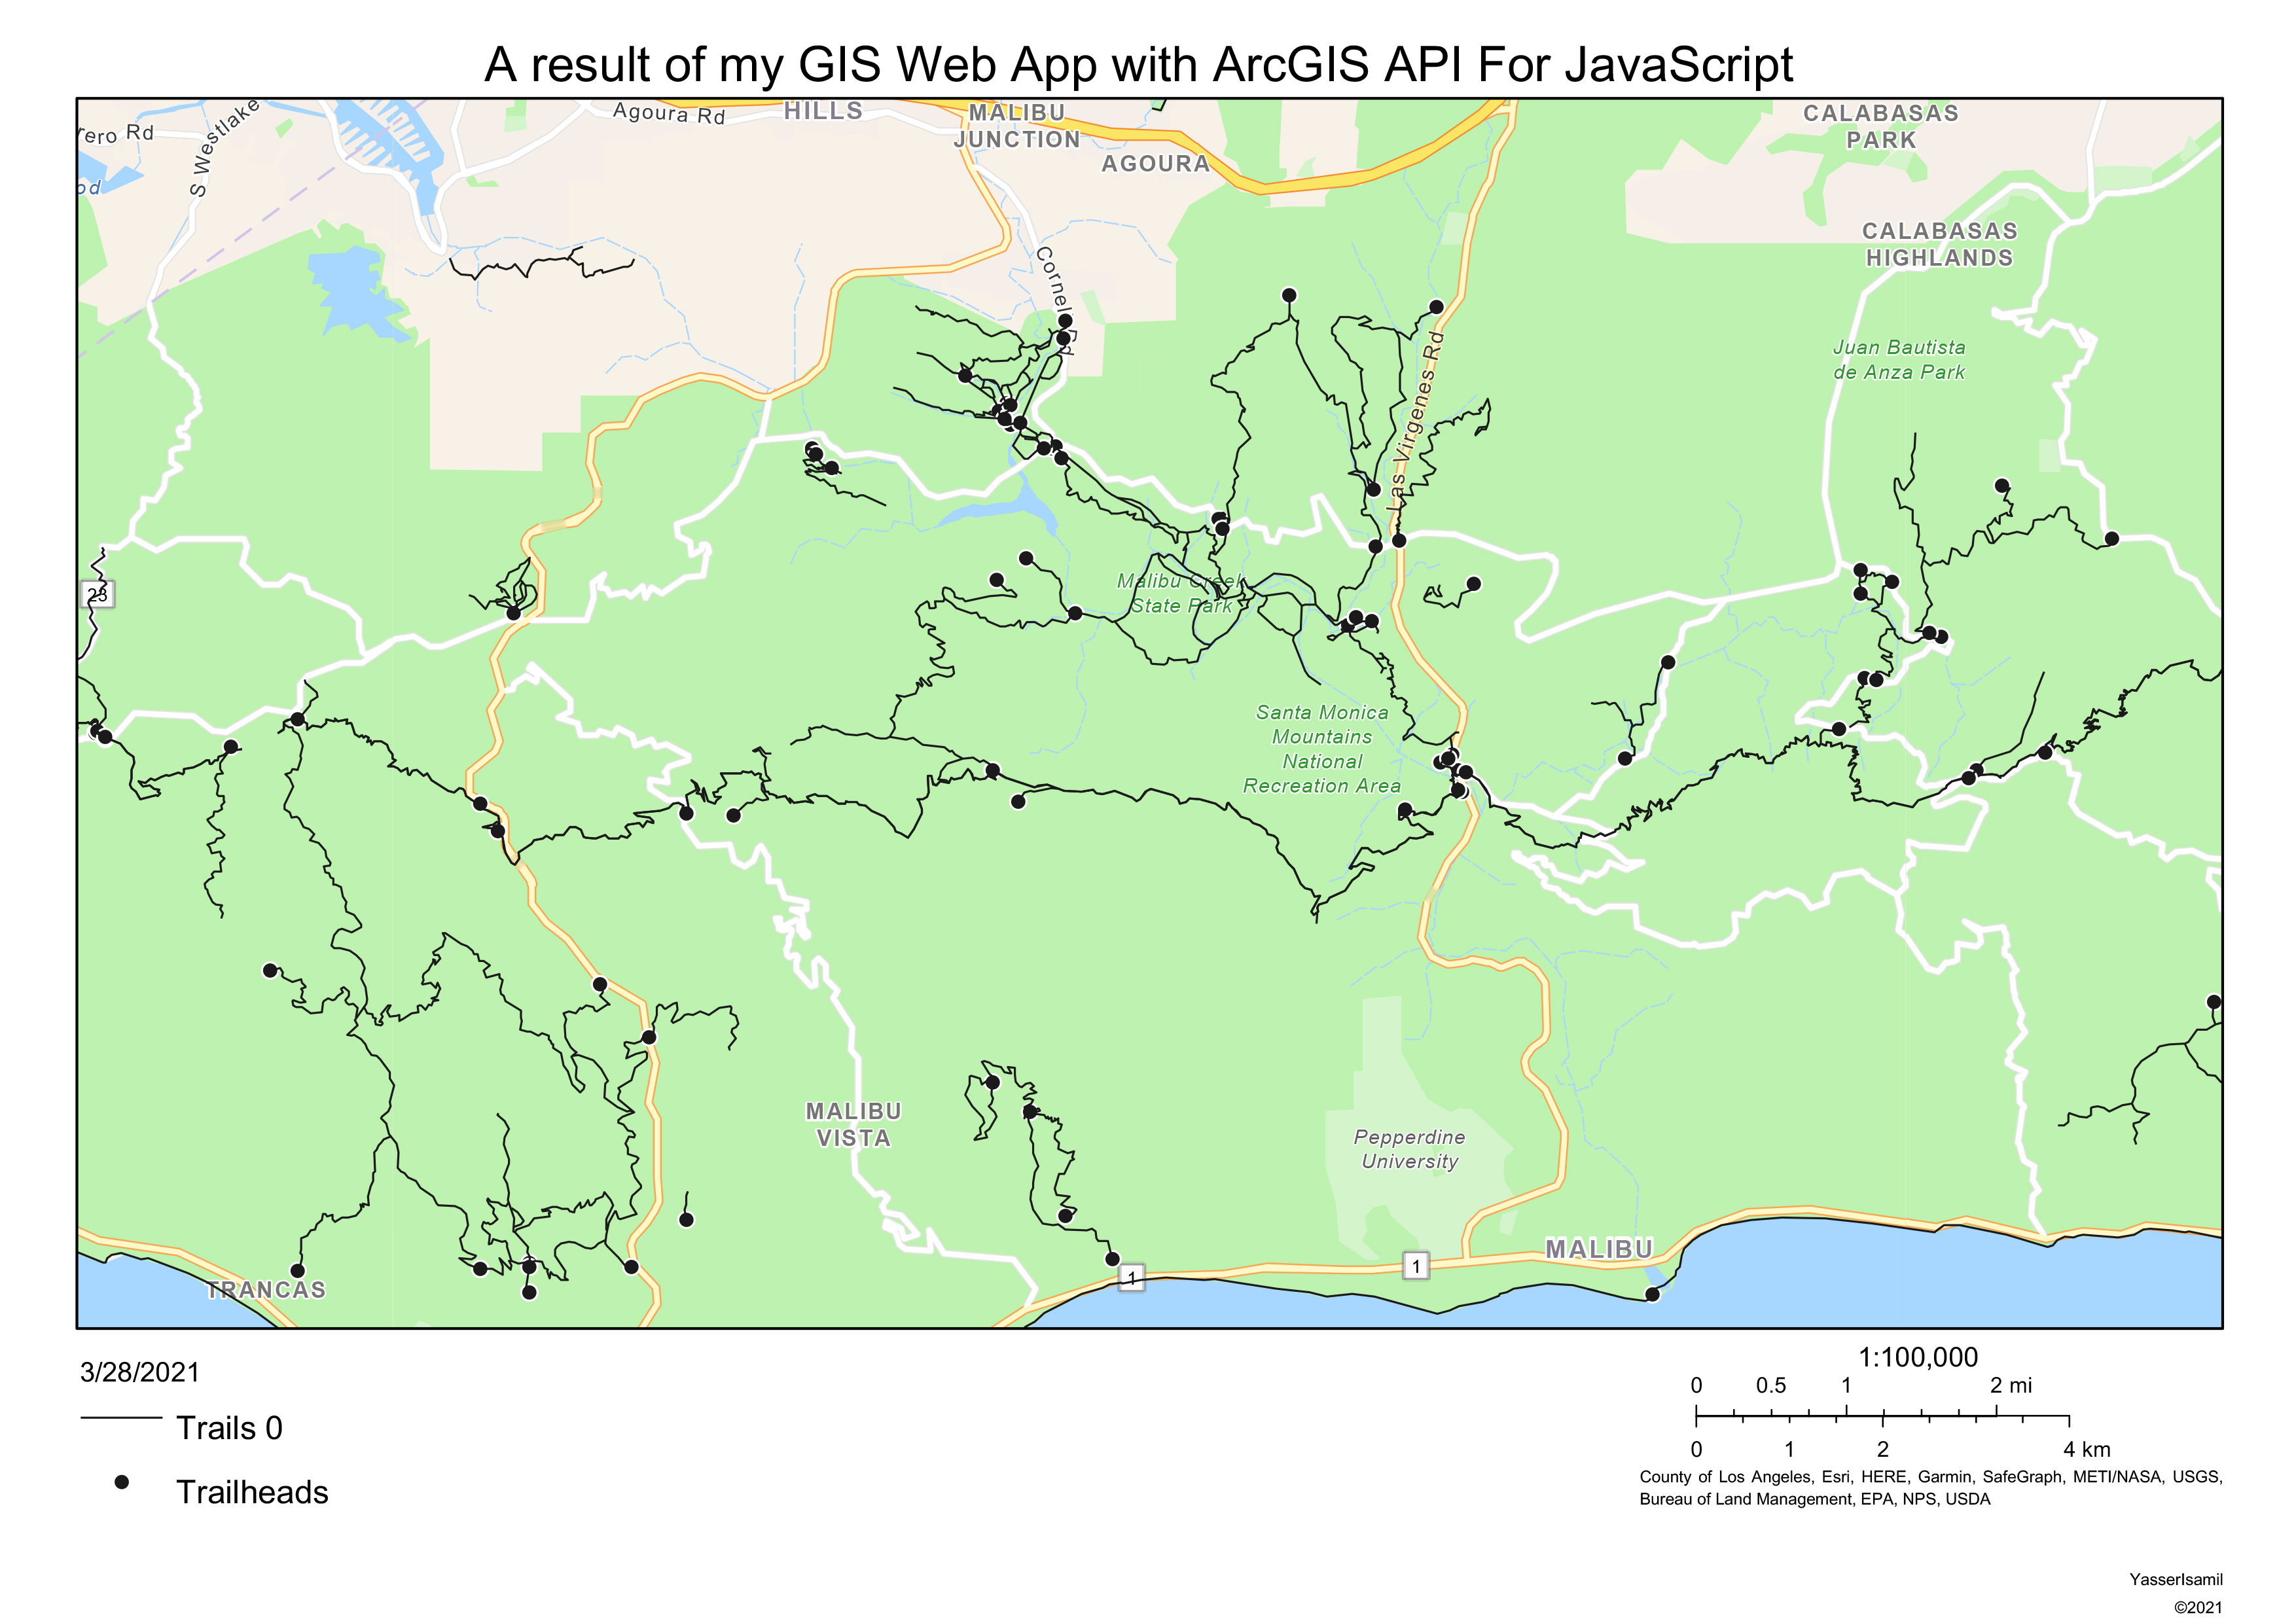 A result of my GIS Web App with ArcGIS API For JavaScript
rero Rd
S Westlake
Agoura Rd
HILLS
MALIBU
JUNCTION
AGOURA
CALABASAS
PARK
CALABASAS
HIGHLANDS
Cornell Rd
Juan Bautista
de Anza Park
Las Virgenes Rd
23
Malibu Creek
State Park
Santa Monica
Mountains
National
Recreation Area
MALIBU
VISTA
Pepperdine
University
MALIBU
1
1
TRANCAS
3/28/2021
Trails 0
Trailheads
1:100,000
0 0.5 1 2 mi
0 1 2 4 km
County of Los Angeles, Esri, HERE, Garmin, SafeGraph, METI/NASA, USGS,
Bureau of Land Management, EPA, NPS, USDA
YasserIsamil
©2021